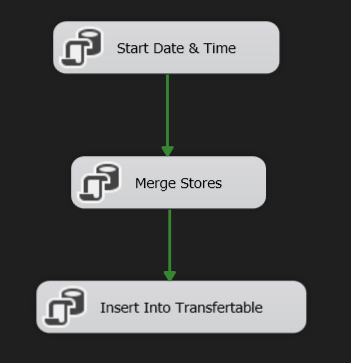 Start Date & Time
Merge Stores
Insert Into Transfertable